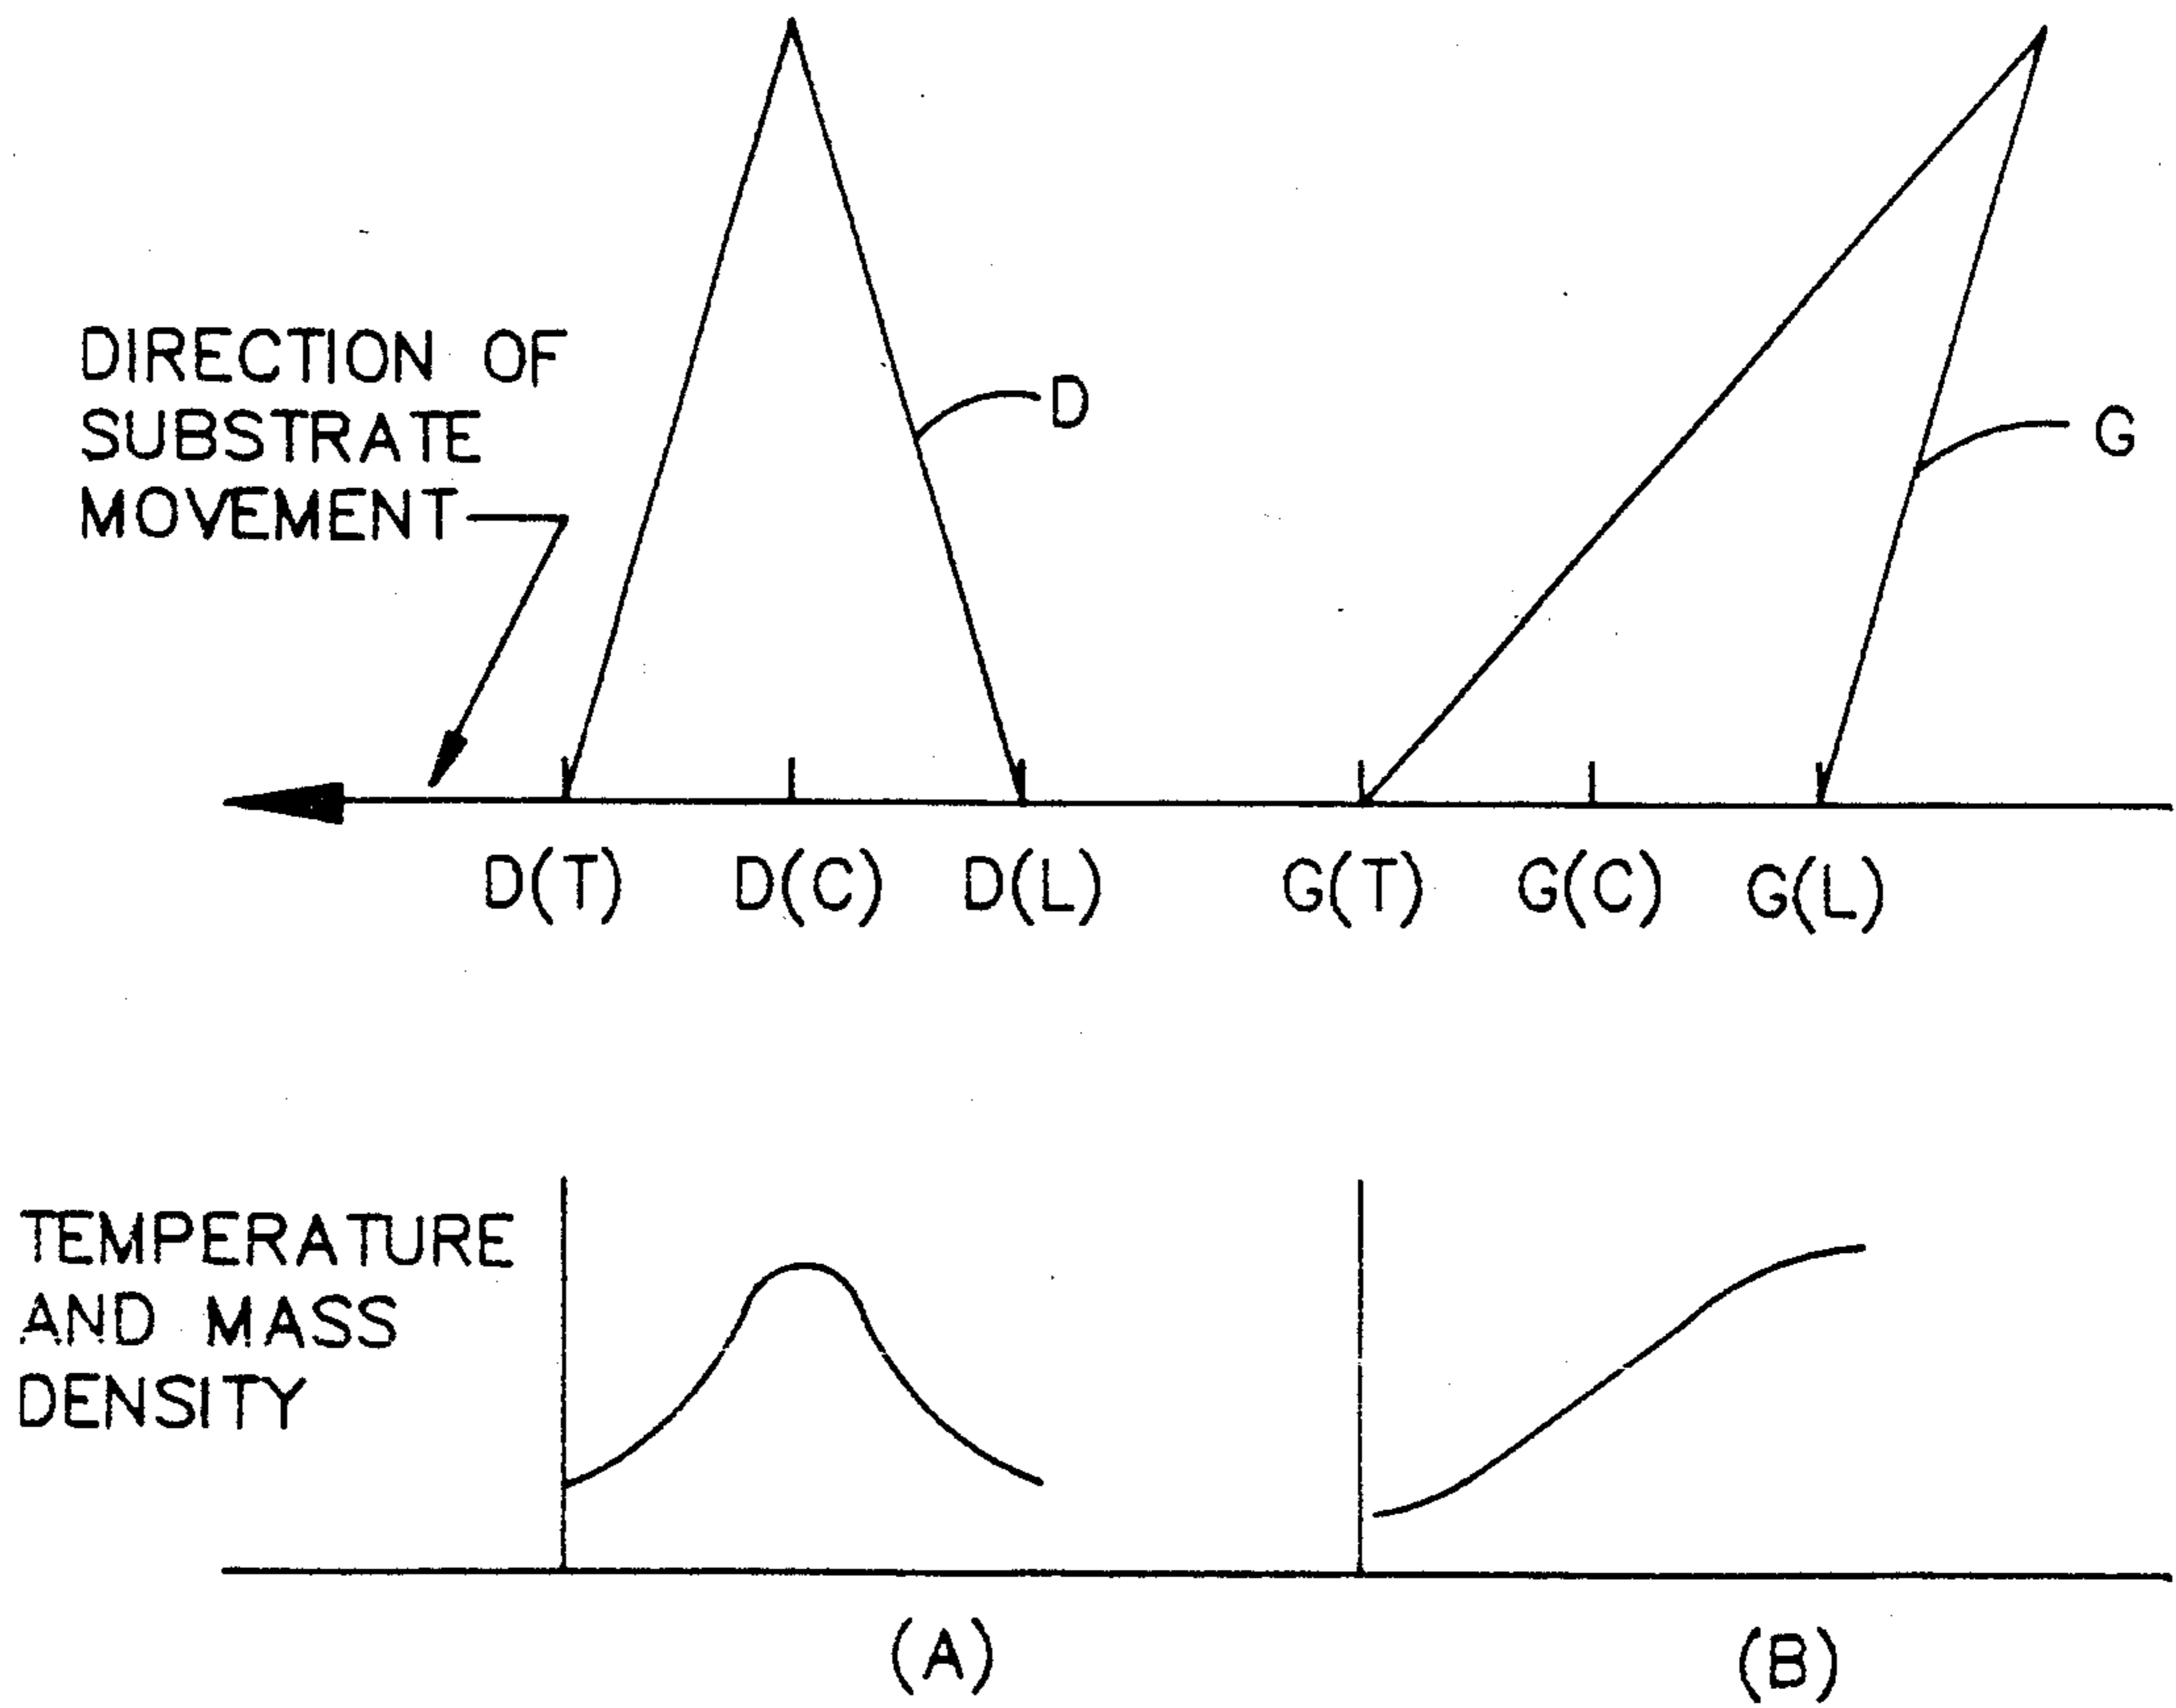 DIRECTION OF
SUBSTRATE
MOVEMENT
D
G
D(T) D(C) D(L) G(T) G(C) G(L)
TEMPERATURE
AND MASS
DENSITY
(A) (B)